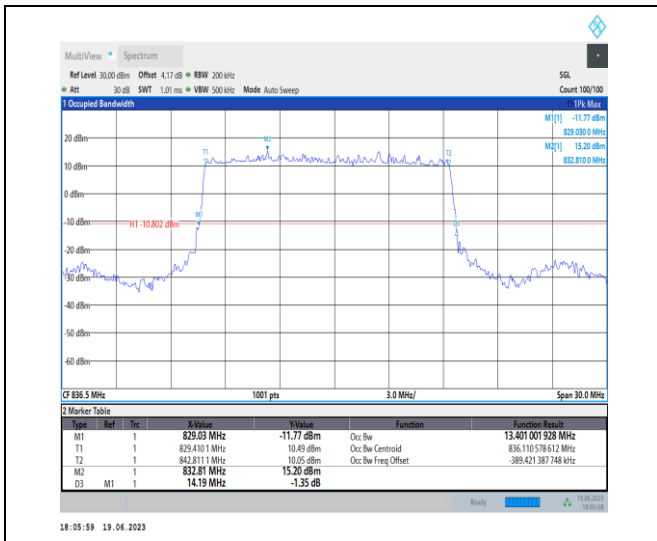 MultiView Spectrum
Ref Level 30.00 dBm Offset 4.17 dB RBW 200 kHz SGL
Att 30 dB SWT 1.01 ms VBW 500 kHz Mode Auto Sweep Count 100/100
1 Occupied Bandwidth 1Pk Max
M1[1] -11.77 dBm
829.0300 MHz
M2[1] 15.20 dBm
832.8100 MHz
20 dBm
M2
T1
T2
10 dBm
0 dBm
M1
-10 dBm
H1 -10.802 dBm
D3
-20 dBm
-30 dBm
-40 dBm
-50 dBm
-60 dBm
CF 836.5 MHz 1001 pts 3.0 MHz/ Span 30.0 MHz
2 Marker Table
Type Ref Trc X-Value Y-Value Function Function Result
M1 1 829.03 MHz -11.77 dBm Occ Bw 13.401 001 928 MHz
T1 1 829.410 1 MHz 10.49 dBm Occ Bw Centroid 836.110 578 612 MHz
T2 1 842.811 1 MHz 10.05 dBm Occ Bw Freq Offset -389.421 387 748 kHz
M2 1 832.81 MHz 15.20 dBm
D3 M1 1 14.19 MHz -1.35 dB
Ready 19.06.2023
18:05:58
18:05:59 19.06.2023